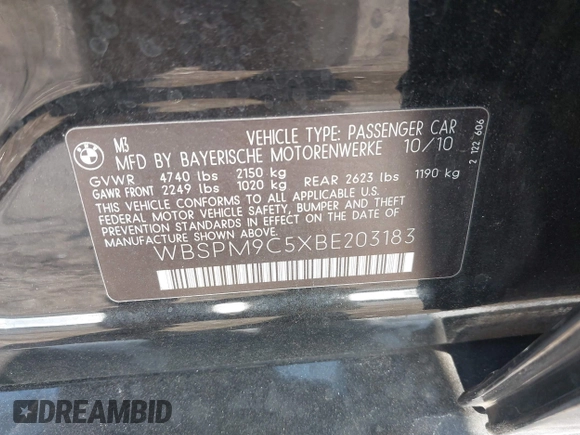 BMW
M3
VEHICLE TYPE: PASSENGER CAR
MFD BY BAYERISCHE MOTORENWERKE 10/10
GVWR 4740 lbs 2150 kg
GAWR FRONT 2249 lbs 1020 kg REAR 2623 lbs 1190 kg
THIS VEHICLE CONFORMS TO ALL APPLICABLE U.S.
FEDERAL MOTOR VEHICLE SAFETY, BUMPER AND THEFT
PREVENTION STANDARDS IN EFFECT ON THE DATE OF
MANUFACTURE SHOWN ABOVE.
WBSPM9C5XBE203183
2 122 606
DREAMBID